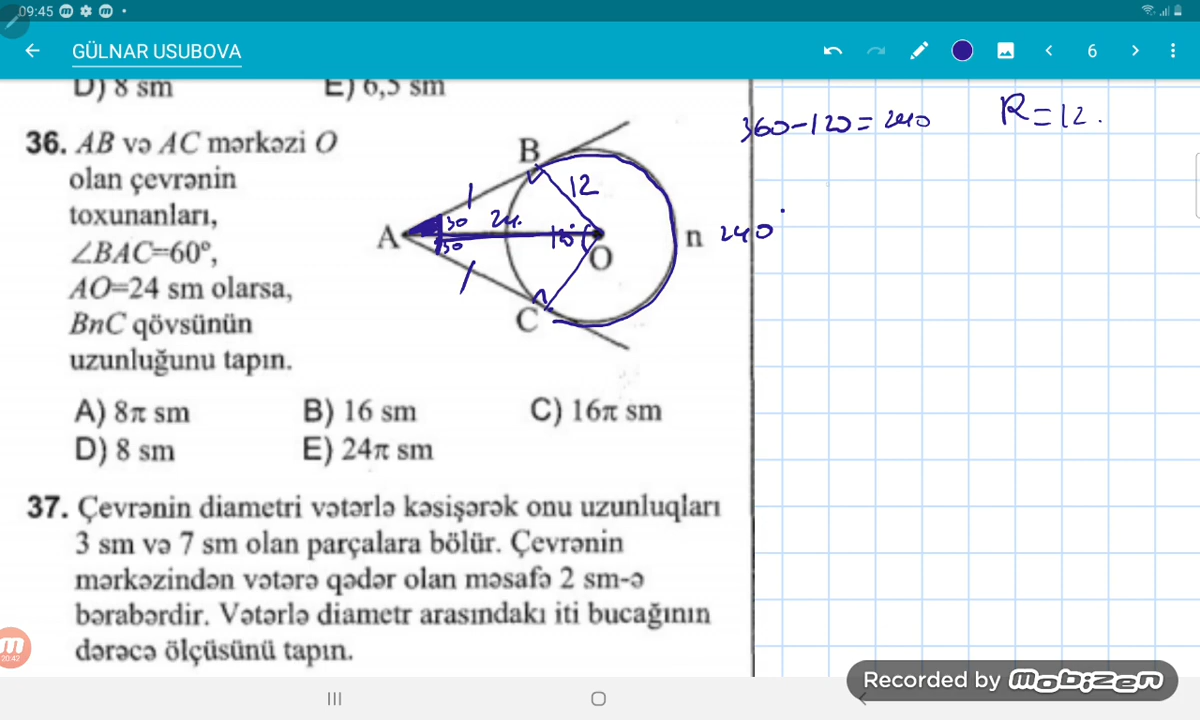 09:45
GÜLNAR USUBOVA
6
D) 8 sm E) 6,5 sm
36. AB və AC mərkəzi O
olan çevrənin
toxunanları,
∠BAC=60º,
AO=24 sm olarsa,
BnC qövsünün
uzunluğunu tapın.
A) 8π sm B) 16 sm C) 16π sm
D) 8 sm E) 24π sm
A B C O n
12
30
24
30
240°
360-120=240
R=12.
37. Çevrənin diametri vətərlə kəsişərək onu uzunluqları
3 sm və 7 sm olan parçalara bölür. Çevrənin
mərkəzindən vətərə qədər olan məsafə 2 sm-ə
bərabərdir. Vətərlə diametr arasındakı iti bucağının
dərəcə ölçüsünü tapın.
20:47
Recorded by mobizen